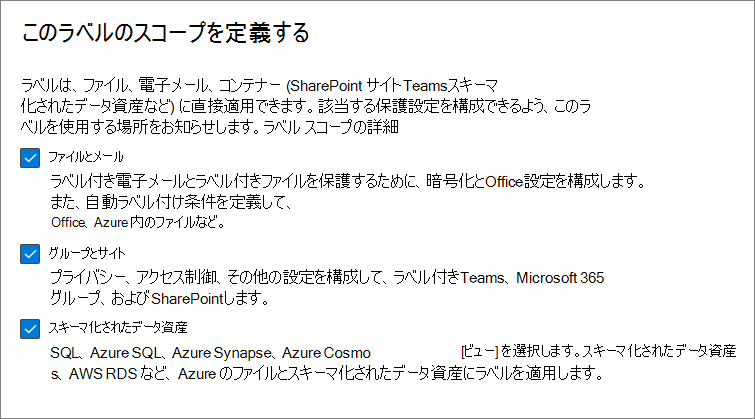 このラベルのスコープを定義する
ラベルは、ファイル、電子メール、コンテナー (SharePoint サイトTeamsスキーマ
化されたデータ資産など) に直接適用できます。該当する保護設定を構成できるよう、このラ
ベルを使用する場所をお知らせします。ラベル スコープの詳細
ファイルとメール
ラベル付き電子メールとラベル付きファイルを保護するために、暗号化とOffice設定を構成します。
また、自動ラベル付け条件を定義して、
Office、Azure内のファイルなど。
グループとサイト
プライバシー、アクセス制御、その他の設定を構成して、ラベル付きTeams、Microsoft 365
グループ、およびSharePointします。
スキーマ化されたデータ資産
SQL、Azure SQL、Azure Synapse、Azure Cosmo [ビュー] を選択します。スキーマ化されたデータ資産
s、AWS RDS など、Azure のファイルとスキーマ化されたデータ資産にラベルを適用します。